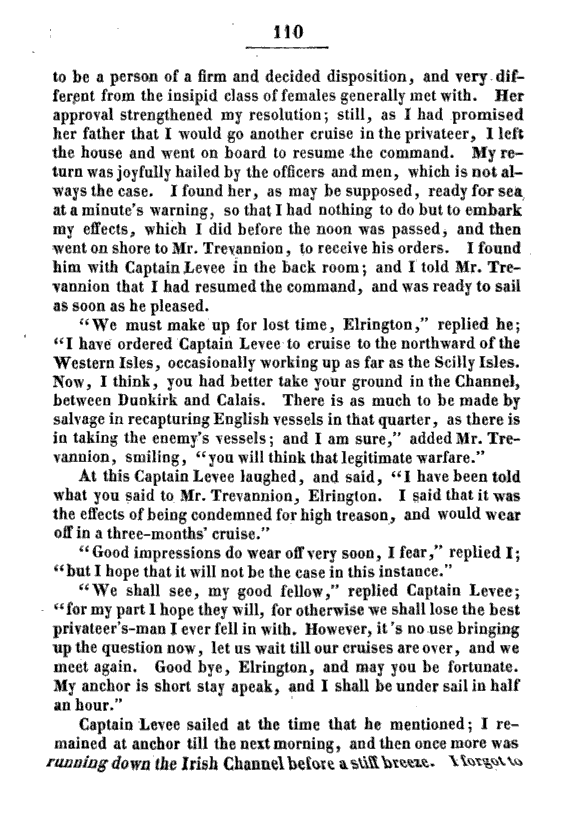 110
to be a person of a firm and decided disposition, and very dif-
ferent from the insipid class of females generally met with. Her
approval strengthened my resolution; still, as I had promised
her father that I would go another cruise in the privateer, I left
the house and went on board to resume the command. My re-
turn was joyfully hailed by the officers and men, which is not al-
ways the case. I found her, as may be supposed, ready for sea
at a minute's warning, so that I had nothing to do but to embark
my effects, which I did before the noon was passed, and then
went on shore to Mr. Trevannion, to receive his orders. I found
him with Captain Levee in the back room; and I told Mr. Tre-
vannion that I had resumed the command, and was ready to sail
as soon as he pleased.
"We must make up for lost time, Elrington," replied he;
"I have ordered Captain Levee to cruise to the northward of the
Western Isles, occasionally working up as far as the Scilly Isles.
Now, I think, you had better take your ground in the Channel,
between Dunkirk and Calais. There is as much to be made by
salvage in recapturing English vessels in that quarter, as there is
in taking the enemy's vessels; and I am sure," added Mr. Tre-
vannion, smiling, "you will think that legitimate warfare."
At this Captain Levee laughed, and said, "I have been told
what you said to Mr. Trevannion, Elrington. I said that it was
the effects of being condemned for high treason, and would wear
off in a three-months' cruise."
"Good impressions do wear off very soon, I fear," replied I;
"but I hope that it will not be the case in this instance."
"We shall see, my good fellow," replied Captain Levee;
"for my part I hope they will, for otherwise we shall lose the best
privateer's-man I ever fell in with. However, it's no use bringing
up the question now, let us wait till our cruises are over, and we
meet again. Good bye, Elrington, and may you be fortunate.
My anchor is short stay apeak, and I shall be under sail in half
an hour."
Captain Levee sailed at the time that he mentioned; I re-
mained at anchor till the next morning, and then once more was
running down the Irish Channel before a stiff breeze. I forgot to